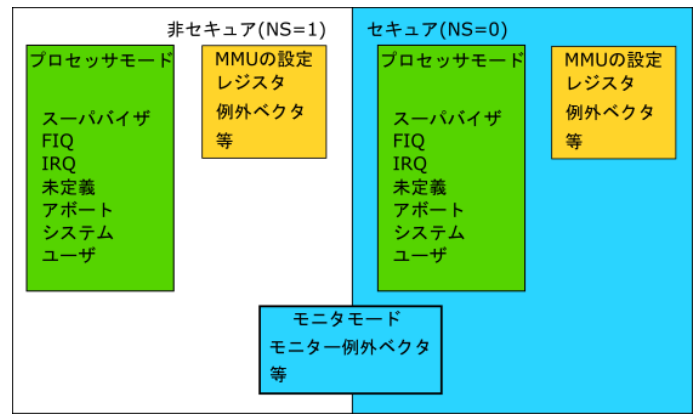 非セキュア(NS=1)
プロセッサモード
スーパバイザ
FIQ
IRQ
未定義
アボート
システム
ユーザ
MMUの設定
レジスタ
例外ベクタ
等
セキュア(NS=0)
プロセッサモード
スーパバイザ
FIQ
IRQ
未定義
アボート
システム
ユーザ
MMUの設定
レジスタ
例外ベクタ
等
モニタモード
モニター例外ベクタ
等